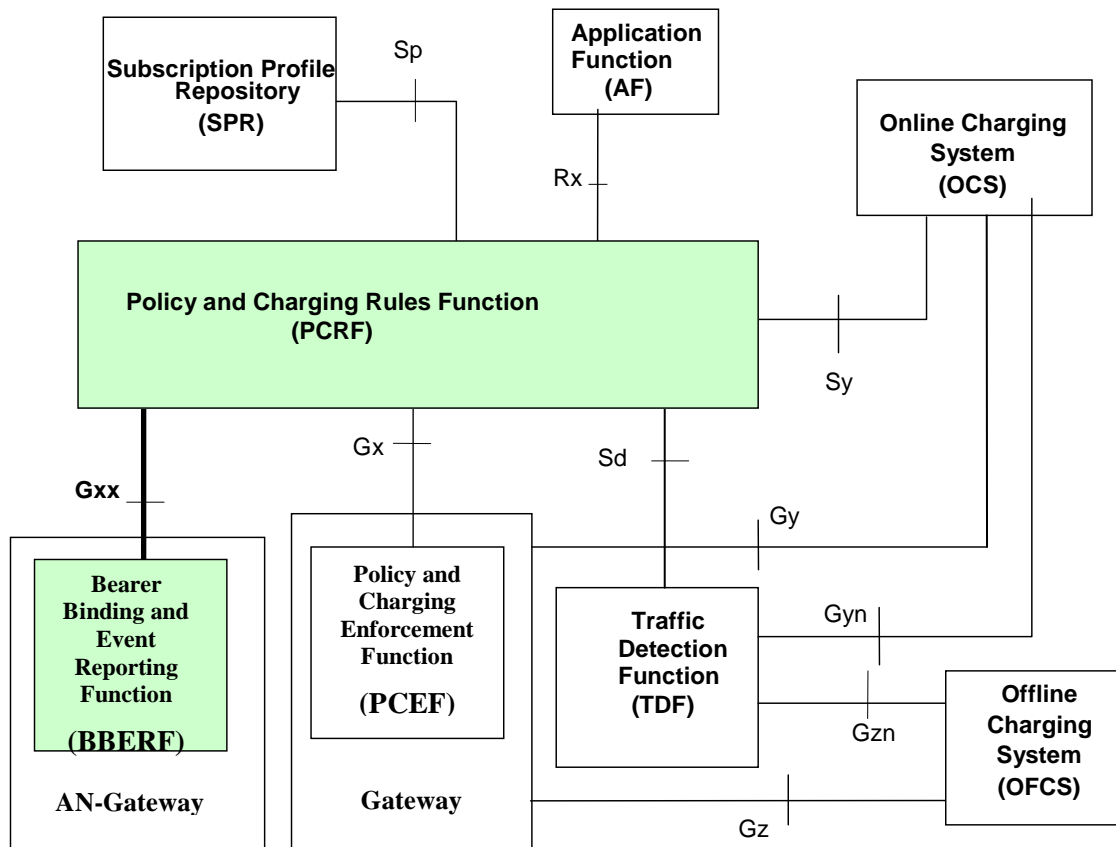 Subscription Profile
Repository
(SPR)
Sp
Application
Function
(AF)
Rx
Online Charging
System
(OCS)
Policy and Charging Rules Function
(PCRF)
Sy
Gxx
Gx
Sd
Gy
Bearer
Binding and
Event
Reporting
Function
(BBERF)
AN-Gateway
Policy and
Charging
Enforcement
Function
(PCEF)
Gateway
Traffic
Detection
Function
(TDF)
Gyn
Gzn
Gz
Offline
Charging
System
(OFCS)